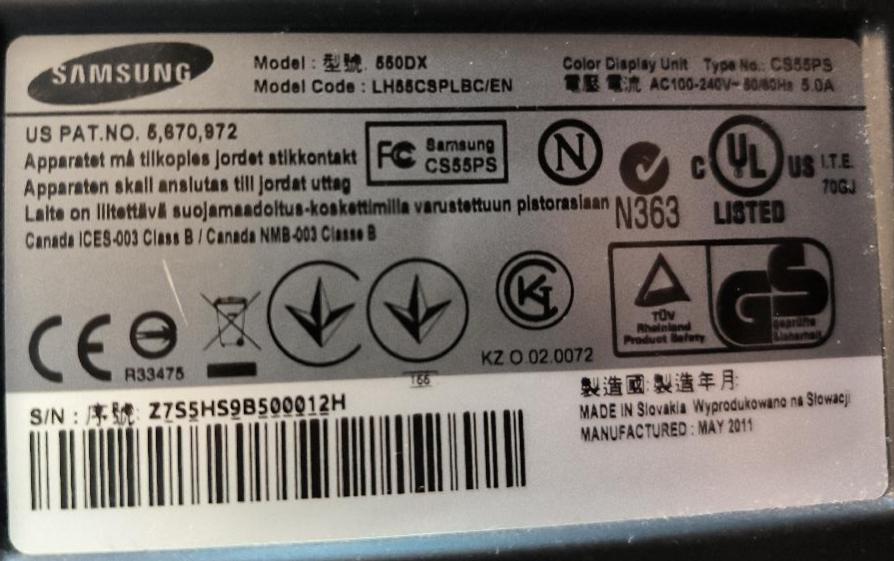 SAMSUNG
Model : 型號. 550DX
Model Code : LH55CSPLBC/EN
Color Display Unit Type No.: CS55PS
電壓 電流 AC100-240V~ 50/60Hz 5.0A
US PAT.NO. 5,670,972
Apparatet må tilkoples jordet stikkontakt
Apparaten skall anslutas till jordat uttag
Laite on liitettävä suojamaadoitus-koskettimilla varustettuun pistorasiaan
Canada ICES-003 Class B / Canada NMB-003 Classe B
FC Samsung
CS55PS
N
N363
C UL US
LISTED
I.T.E.
70GJ
CE
R33475
166
KZ O.02.0072
TÜV
Rheinland
Product Safety
GS
geprüfte
Sicherheit
S/N : 序號: Z7S5HS9B500012H
製造國: 製造年月:
MADE IN Slovakia Wyprodukowano na Słowacji
MANUFACTURED : MAY 2011